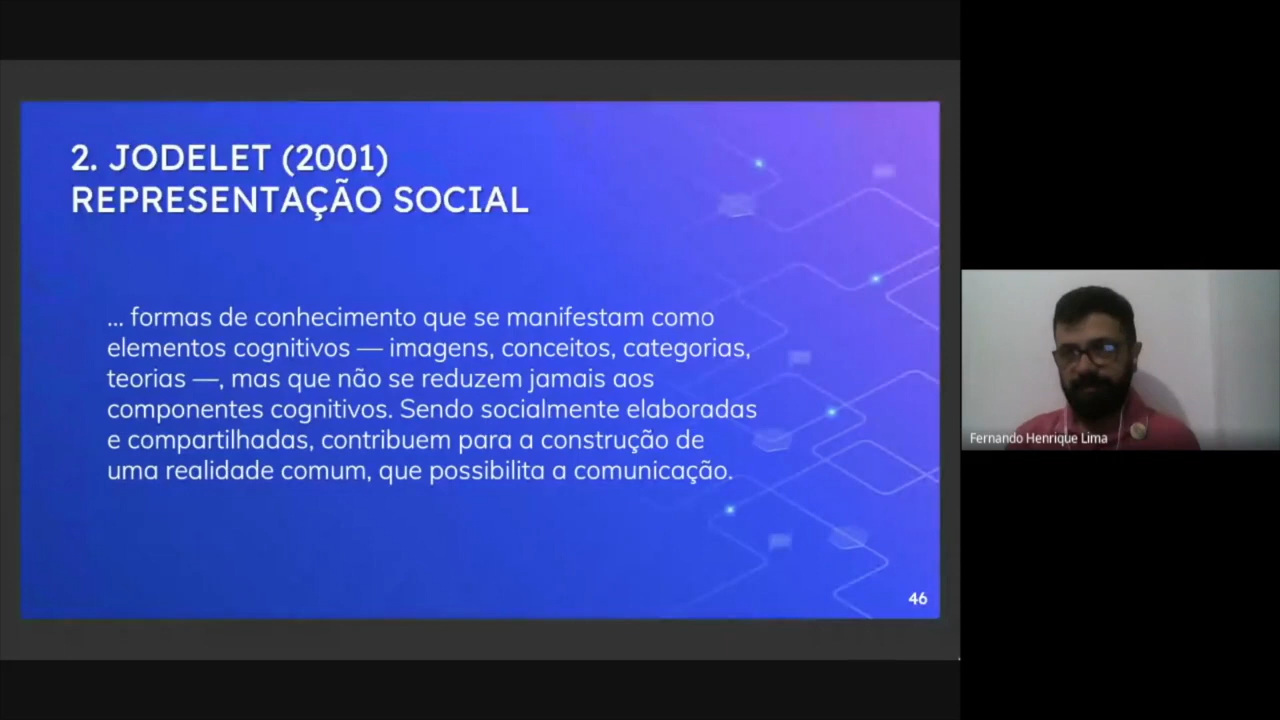 2. JODELET (2001)
REPRESENTAÇÃO SOCIAL
... formas de conhecimento que se manifestam como
elementos cognitivos — imagens, conceitos, categorias,
teorias —, mas que não se reduzem jamais aos
componentes cognitivos. Sendo socialmente elaboradas
e compartilhadas, contribuem para a construção de
uma realidade comum, que possibilita a comunicação.
46
Fernando Henrique Lima